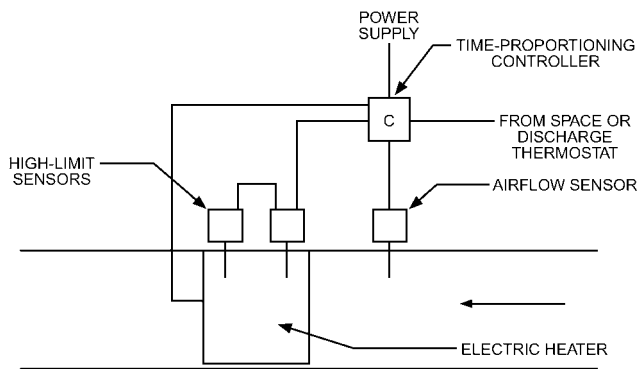 POWER
SUPPLY
TIME-PROPORTIONING
CONTROLLER
C
FROM SPACE OR
DISCHARGE
THERMOSTAT
HIGH-LIMIT
SENSORS
AIRFLOW SENSOR
ELECTRIC HEATER